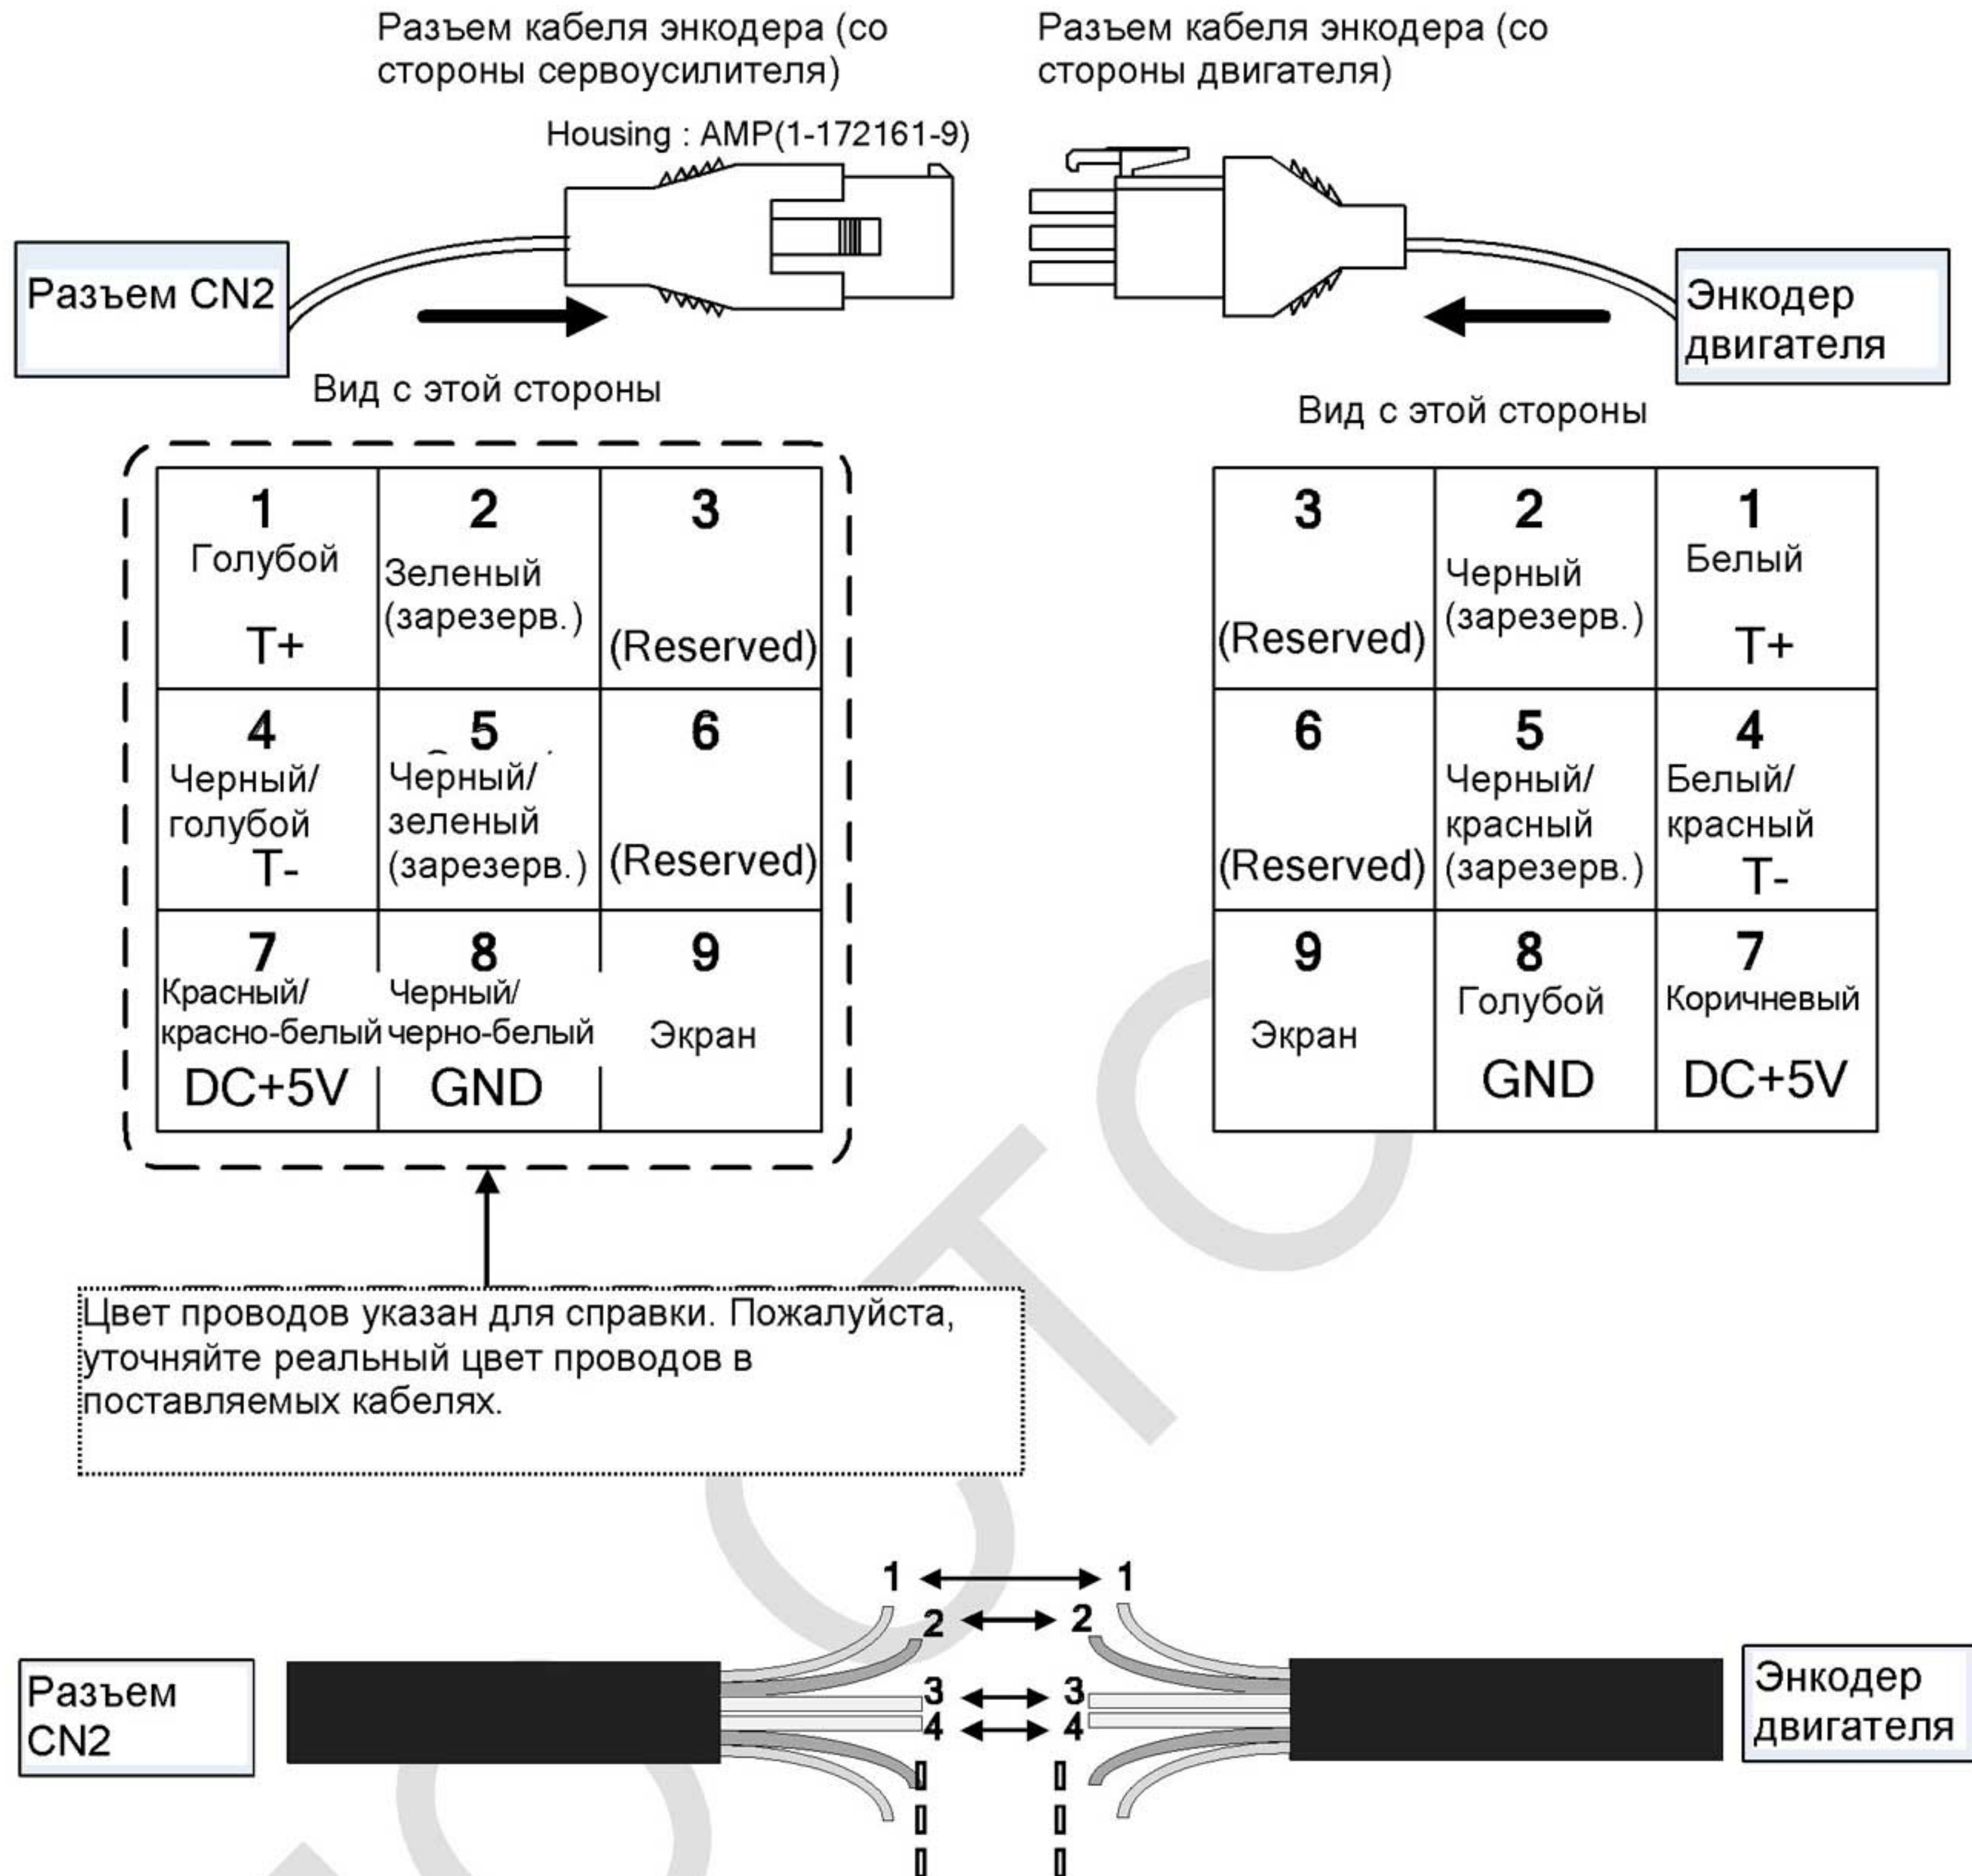 Разъем кабеля энкодера (со
стороны сервоусилителя)
Разъем кабеля энкодера (со
стороны двигателя)
Housing : AMP(1-172161-9)
Разъем CN2
Энкодер
двигателя
Вид с этой стороны
Вид с этой стороны
1
Голубой
T+
2
Зеленый
(зарезерв.)
3
(Reserved)
4
Черный/
голубой
T-
5
Черный/
зеленый
(зарезерв.)
6
(Reserved)
7
Красный/
красно-белый
DC+5V
8
Черный/
черно-белый
GND
9
Экран
3
(Reserved)
2
Черный
(зарезерв.)
1
Белый
T+
6
(Reserved)
5
Черный/
красный
(зарезерв.)
4
Белый/
красный
T-
9
Экран
8
Голубой
GND
7
Коричневый
DC+5V
Цвет проводов указан для справки. Пожалуйста,
уточняйте реальный цвет проводов в
поставляемых кабелях.
1 1
2 2
3 3
4 4
Разъем
CN2
Энкодер
двигателя